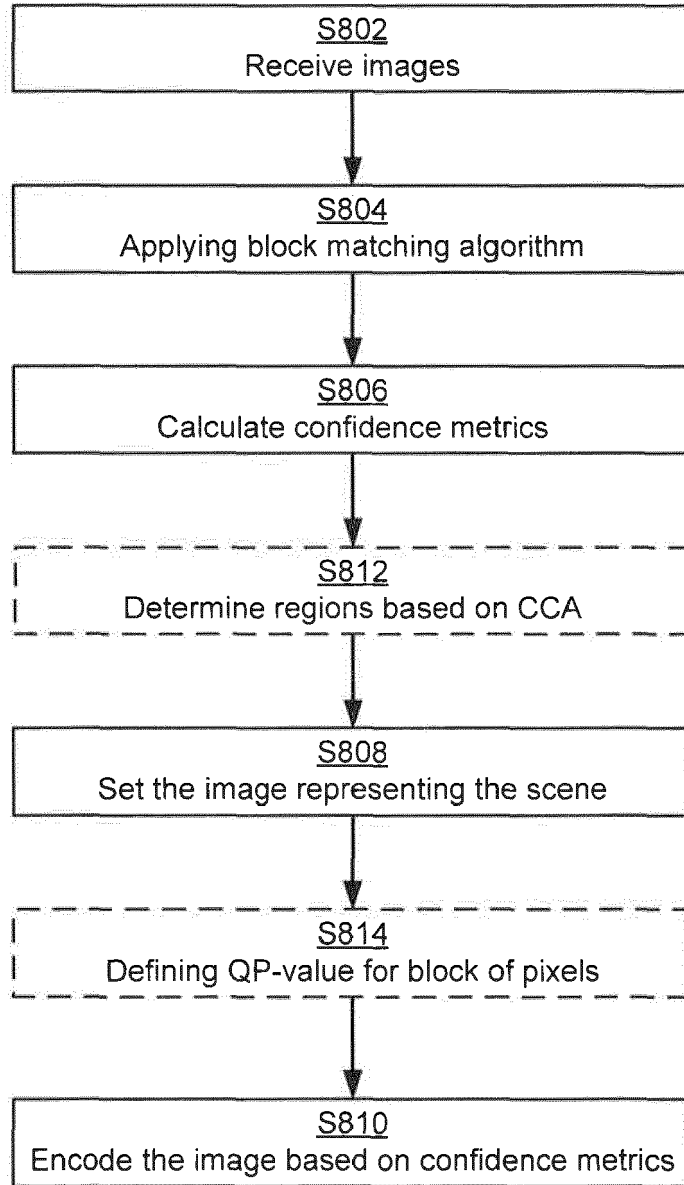 S802
Receive images
S804
Applying block matching algorithm
S806
Calculate confidence metrics
S812
Determine regions based on CCA
S808
Set the image representing the scene
S814
Defining QP-value for block of pixels
S810
Encode the image based on confidence metrics